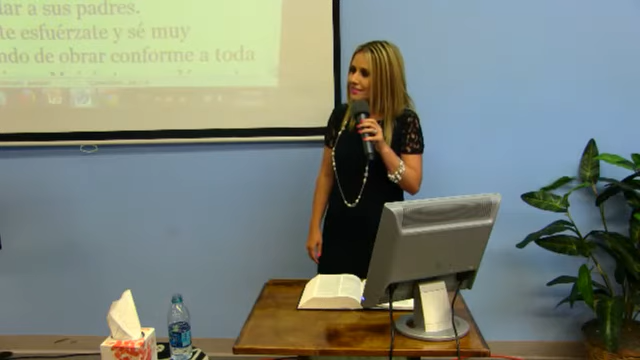 ar a sus padres.
te esfuérzate y sé muy
ndo de obrar conforme a toda